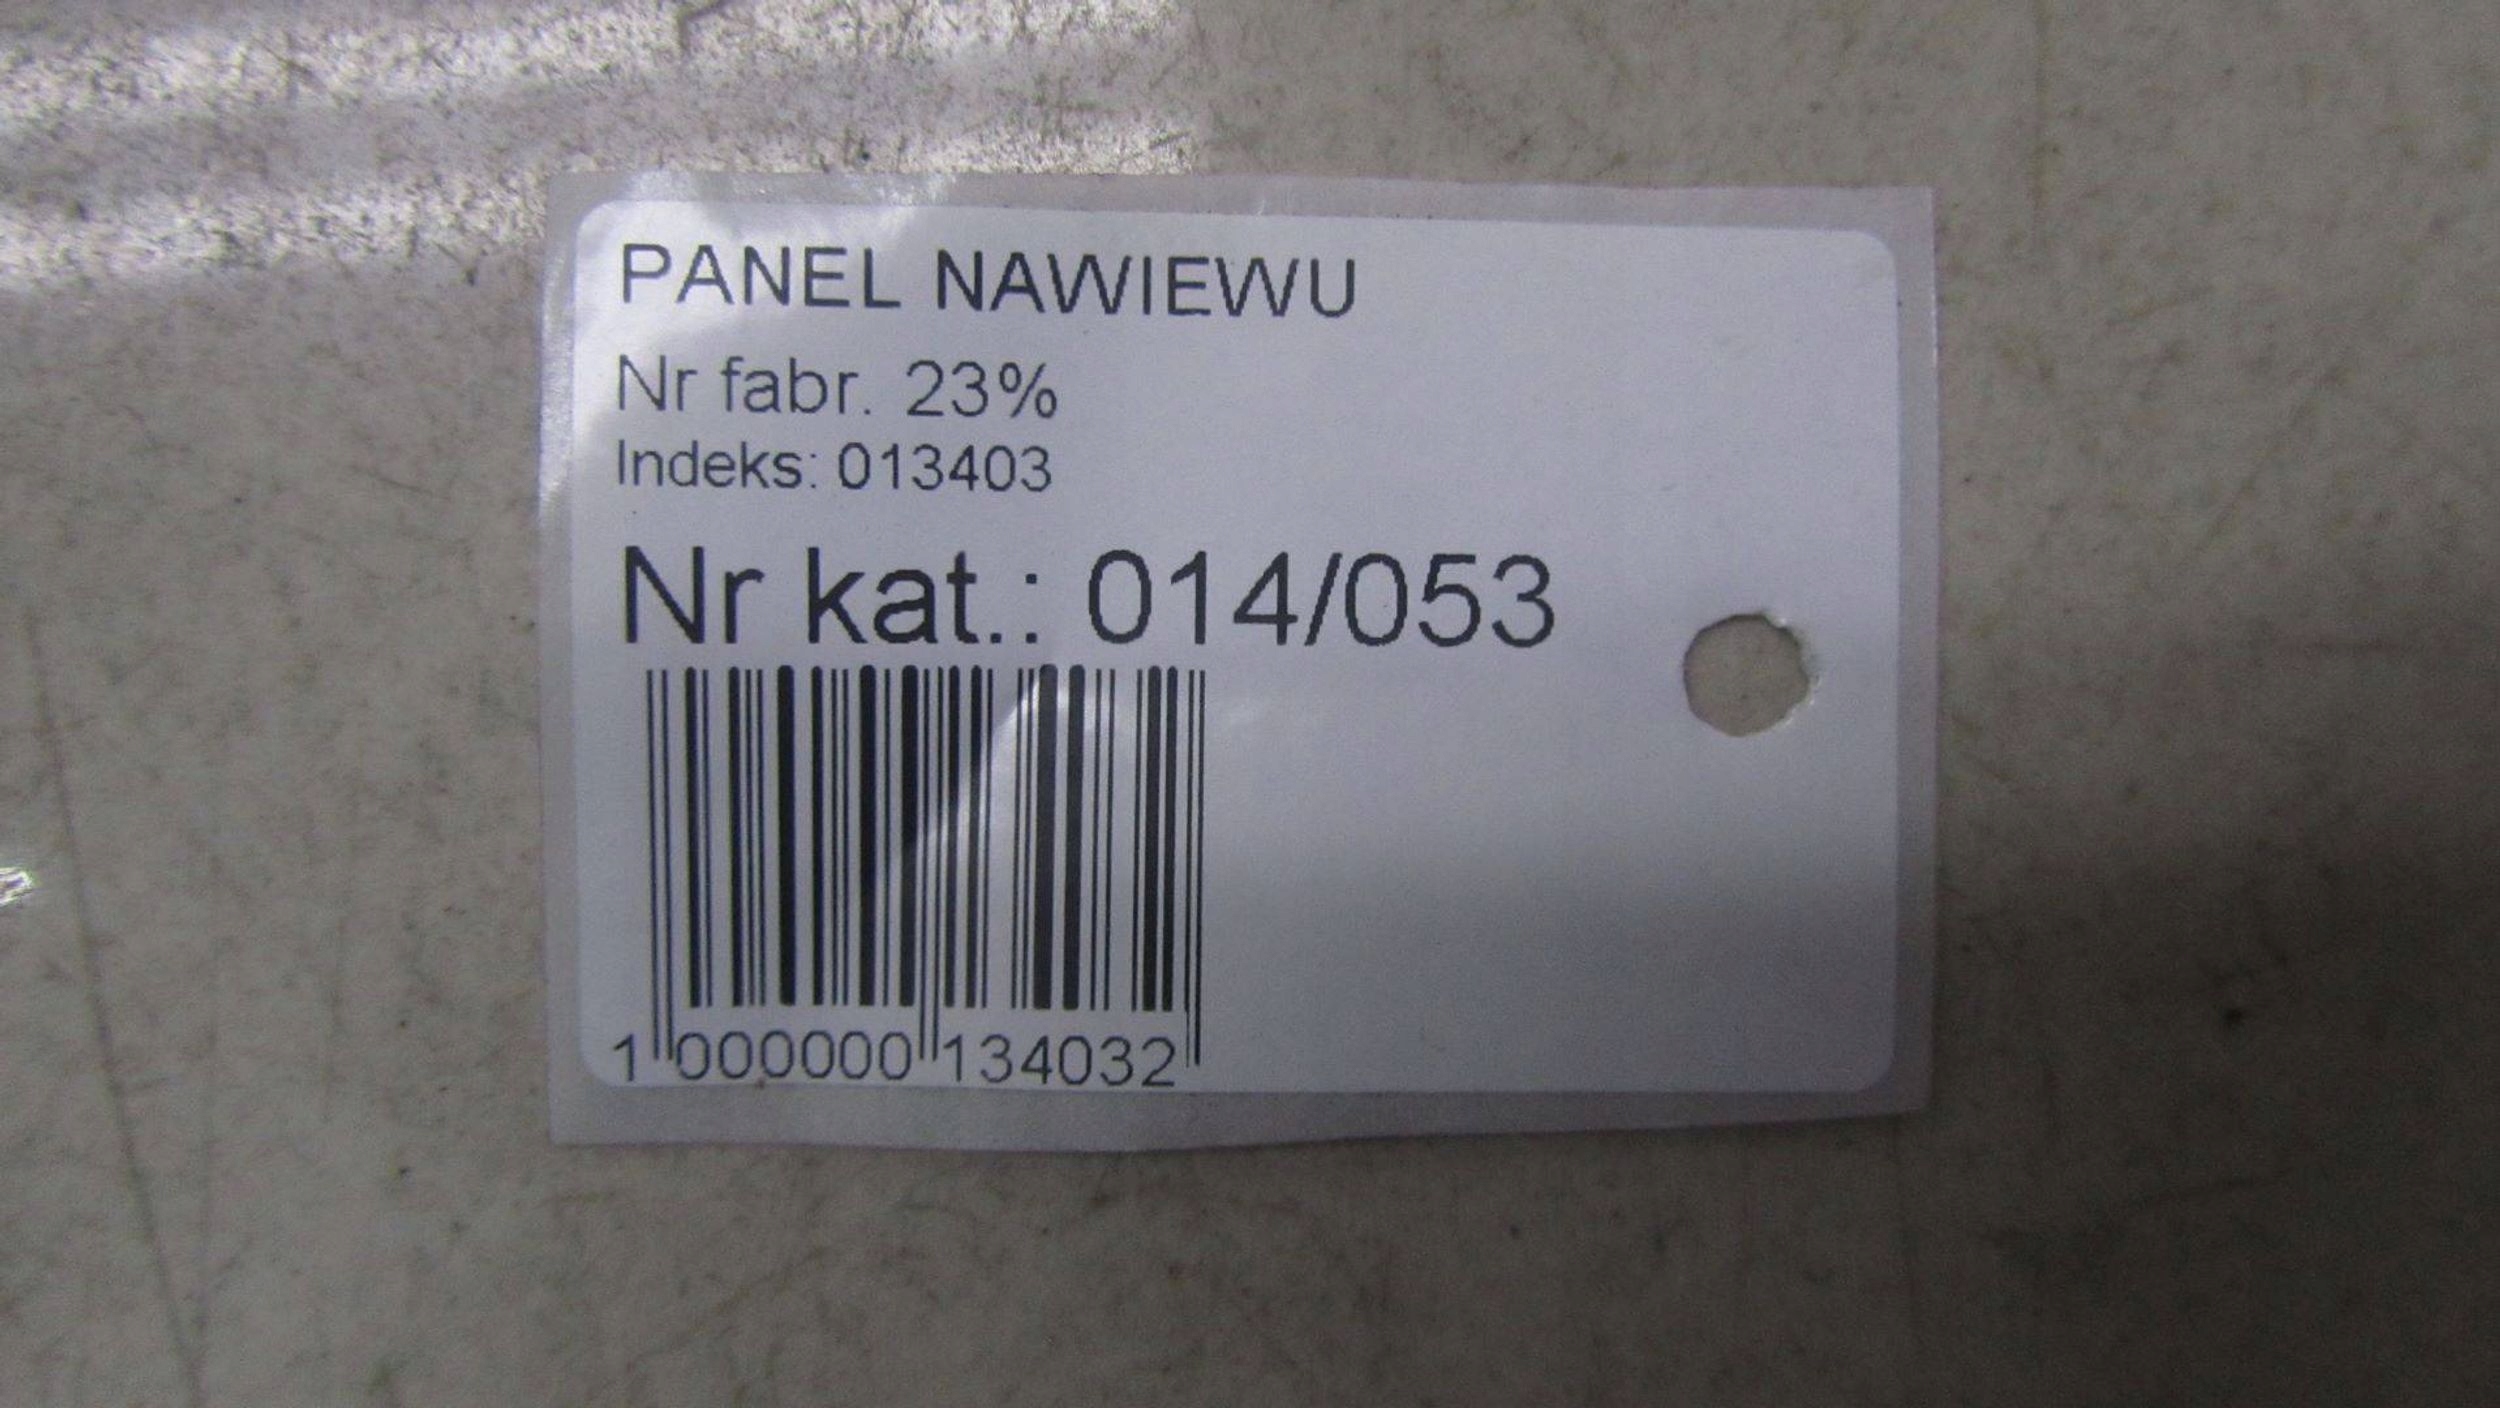 PANEL NAWIEWU
Nr fabr. 23%
Indeks: 013403
Nr kat.: 014/053
1 000000 134032